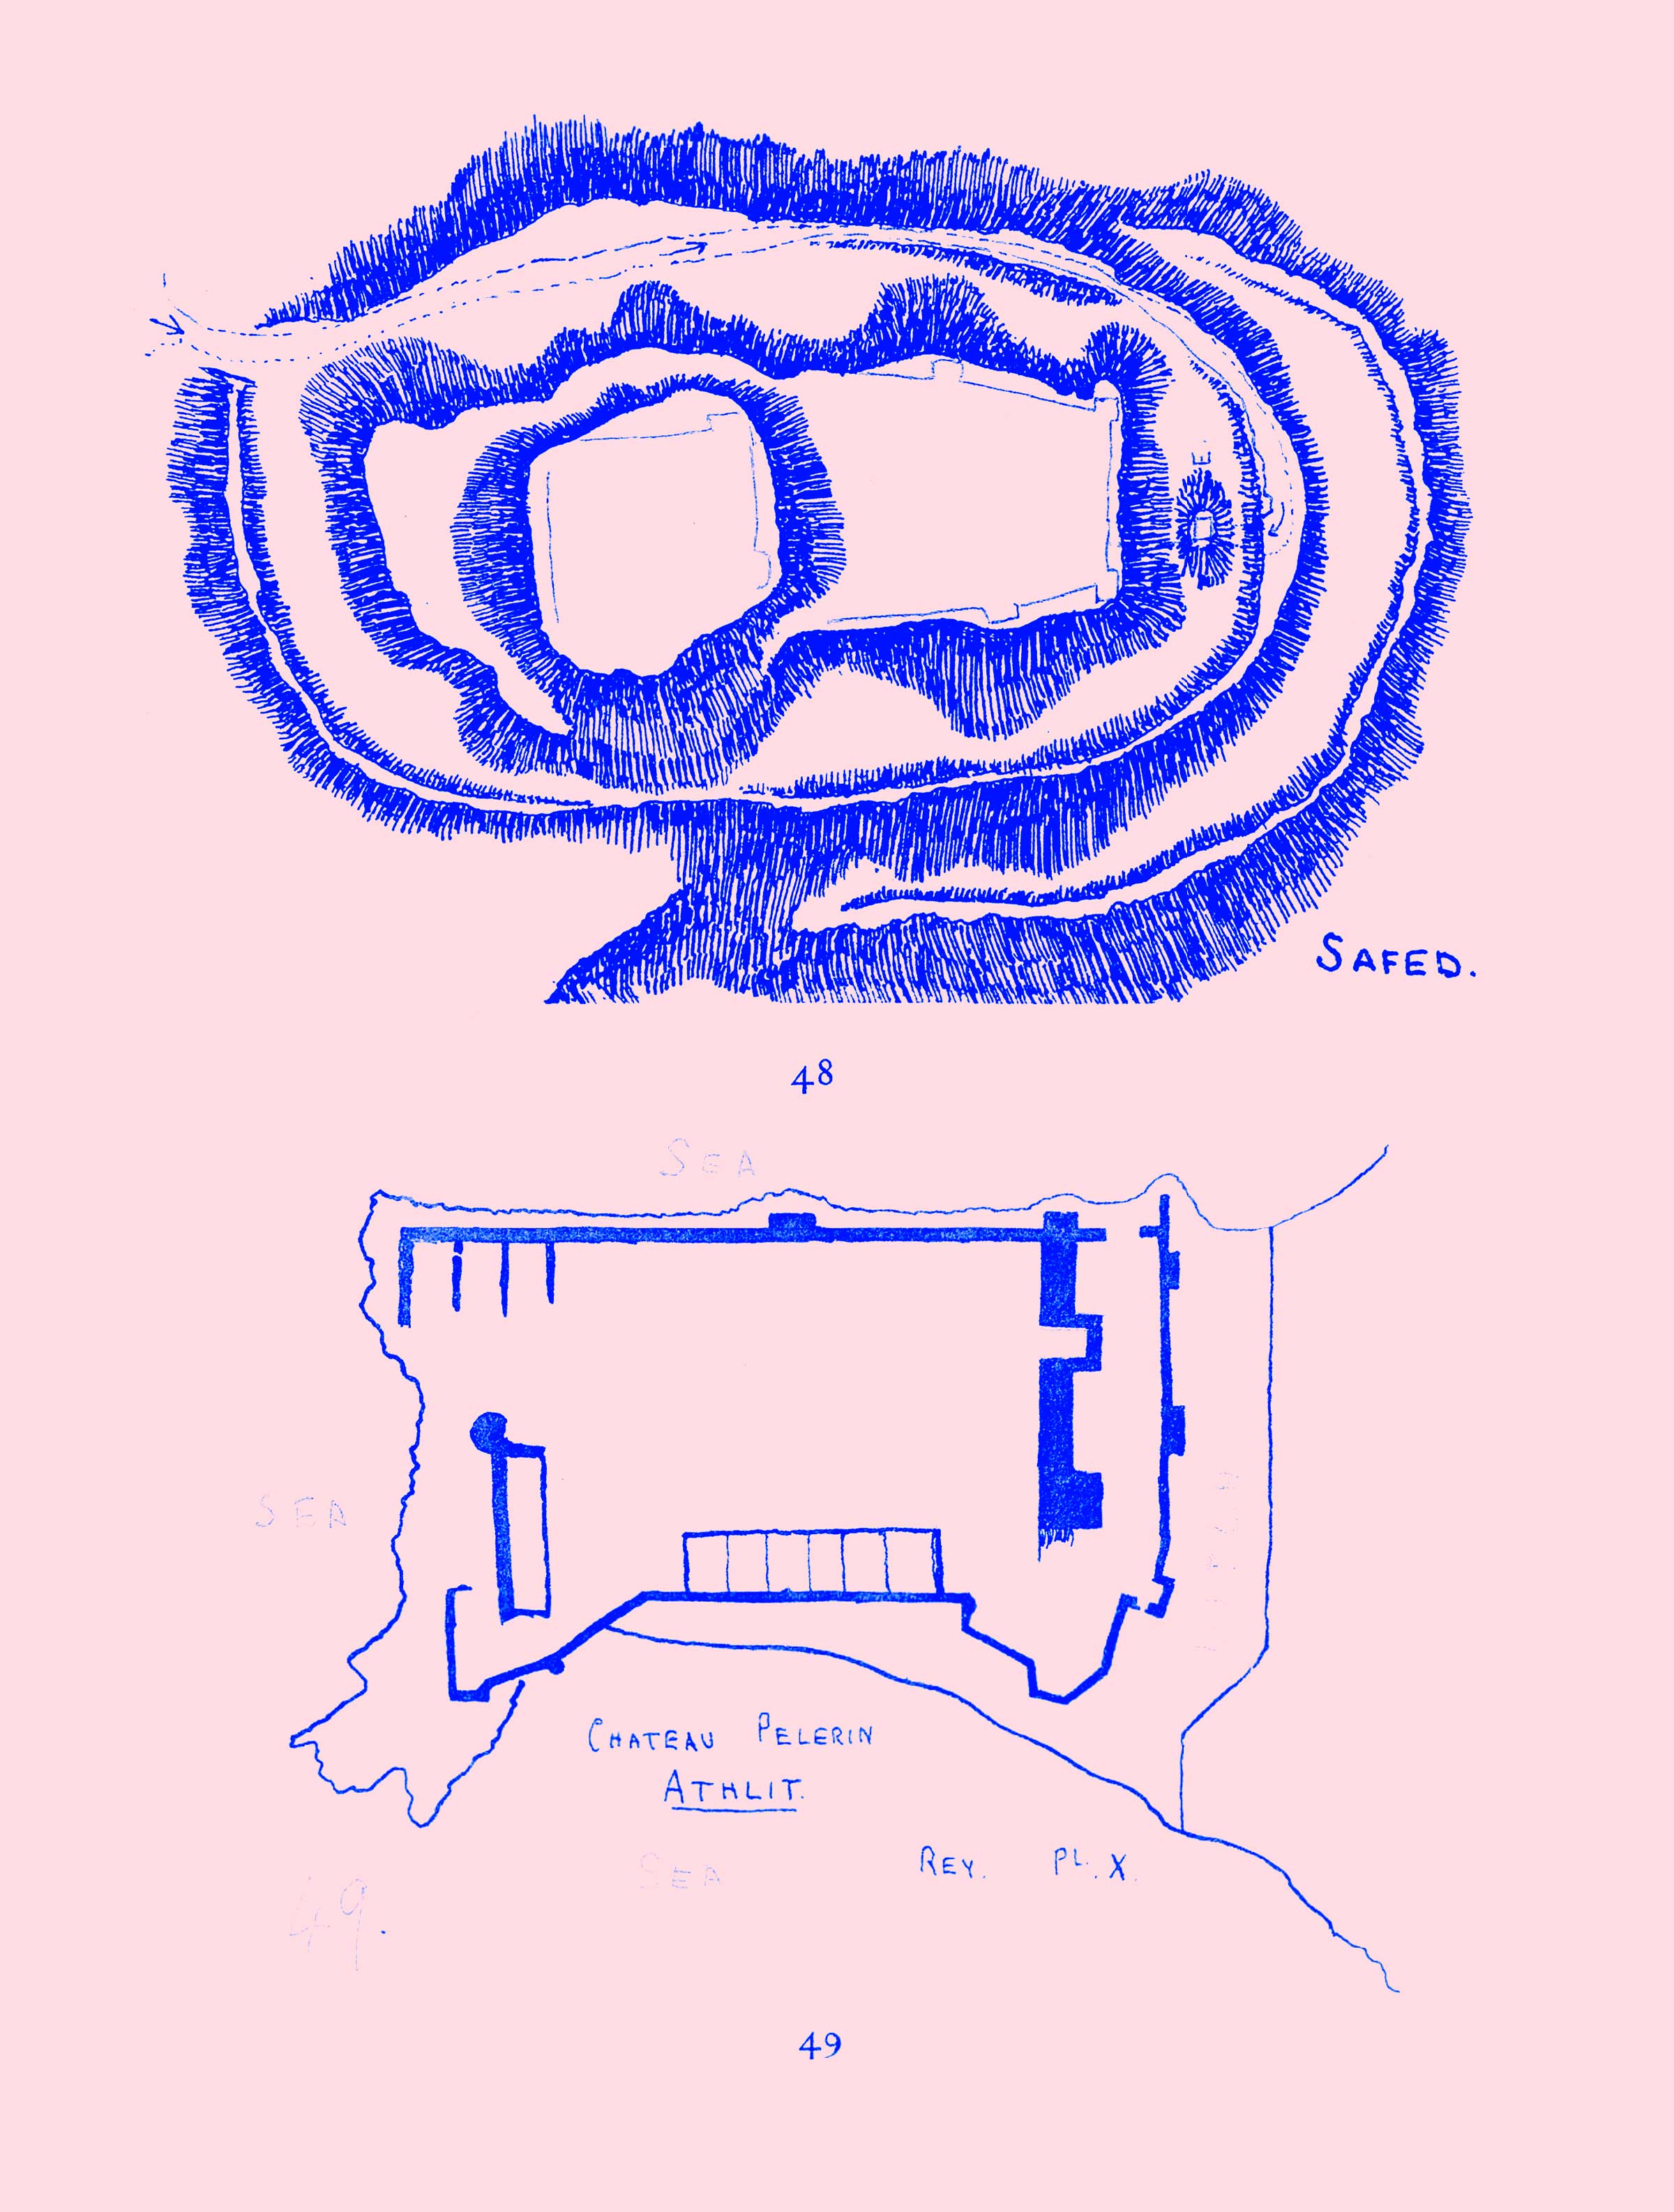 E
SAFED.
48
SEA
SEA
CHATEAU PELERIN
ATHLIT.
REY. PL. X.
SEA
49.
49